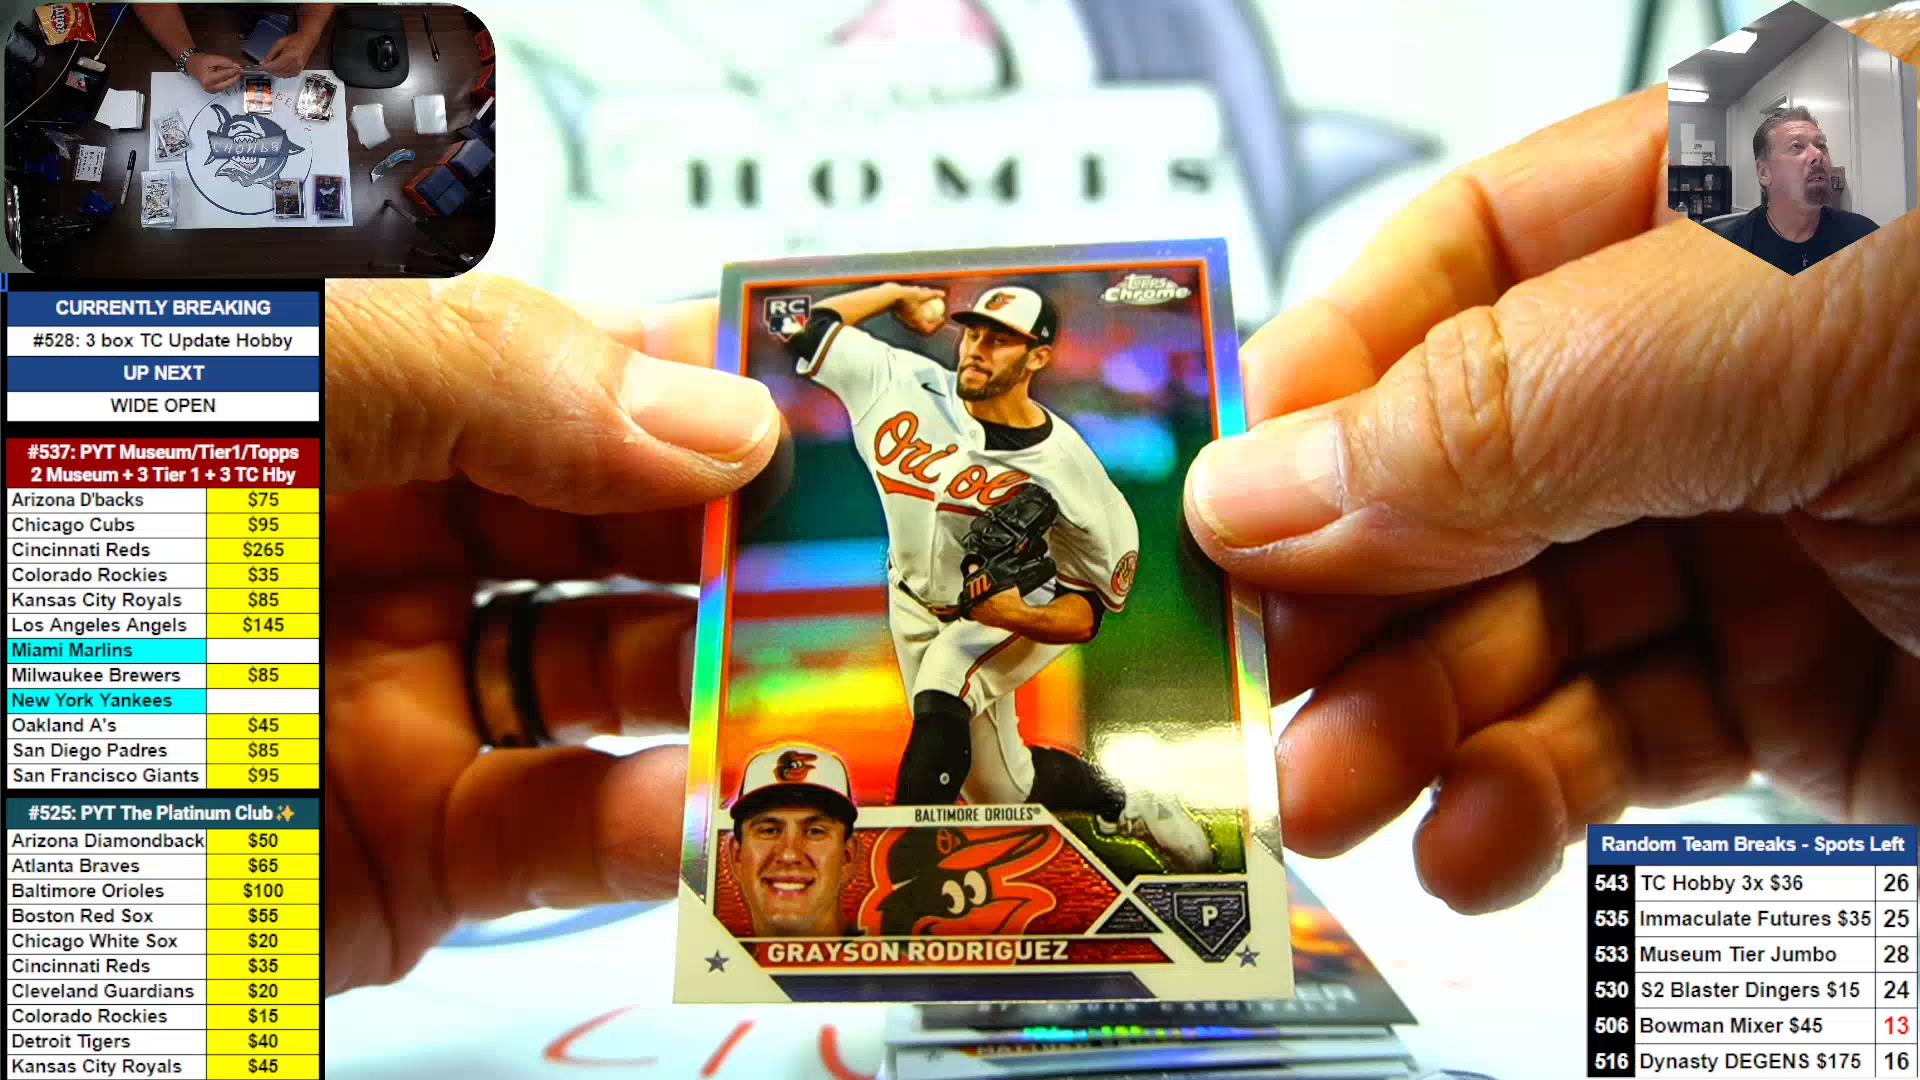 CURRENTLY BREAKING
#528: 3 box TC Update Hobby
UP NEXT
WIDE OPEN
#537: PYT Museum/Tier1/Topps
2 Museum + 3 Tier 1 + 3 TC Hby
Arizona D'backs $75
Chicago Cubs $95
Cincinnati Reds $265
Colorado Rockies $35
Kansas City Royals $85
Los Angeles Angels $145
Miami Marlins
Milwaukee Brewers $85
New York Yankees
Oakland A's $45
San Diego Padres $85
San Francisco Giants $95
#525: PYT The Platinum Club✨
Arizona Diamondback $50
Atlanta Braves $65
Baltimore Orioles $100
Boston Red Sox $55
Chicago White Sox $20
Cincinnati Reds $35
Cleveland Guardians $20
Colorado Rockies $15
Detroit Tigers $40
Kansas City Royals $45
HOMIS
RC
Topps
Chrome
Oriol
m
BALTIMORE ORIOLES®
P
GRAYSON RODRIGUEZ
ST. LOUIS CARDINALS
Random Team Breaks - Spots Left
543 TC Hobby 3x $36 26
535 Immaculate Futures $35 25
533 Museum Tier Jumbo 28
530 S2 Blaster Dingers $15 24
506 Bowman Mixer $45 13
516 Dynasty DEGENS $175 16